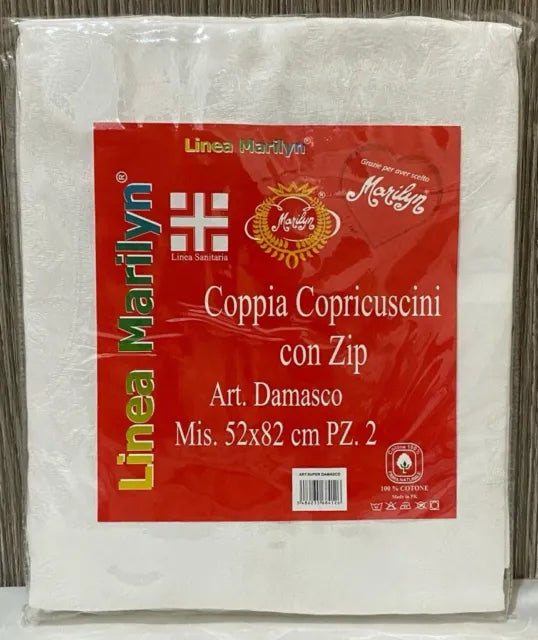 Linea Marilyn®
Linea Marilyn®
Grazie per aver scelto
Marilyn
Linea Sanitaria
Marilyn
®
Coppia Copricuscini
con Zip
Art. Damasco
Mis. 52x82 cm PZ. 2
ART.SUPER DAMASCO
100 % COTONE
Made in PK